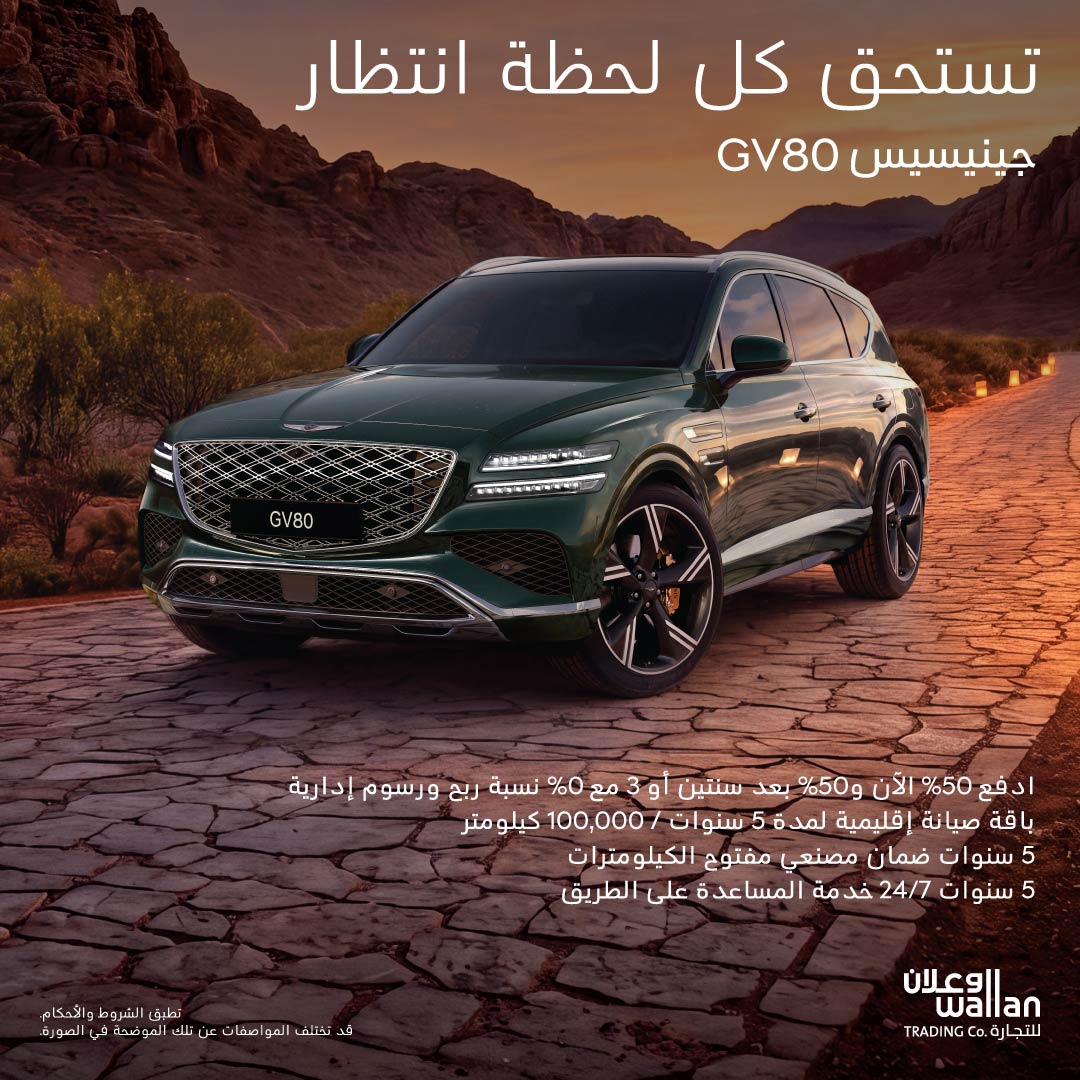 تستحق كل لحظة انتظار
جينيسيس GV80
GV80
ادفع 50% الآن و50% بعد سنتين أو 3 مع 0% نسبة ربح ورسوم إدارية
باقة صيانة إقليمية لمدة 5 سنوات / 100,000 كيلومتر
5 سنوات ضمان مصنعي مفتوح الكيلومترات
5 سنوات 24/7 خدمة المساعدة على الطريق
الوعلان
wallan
للتجارة TRADING Co.
تطبق الشروط والأحكام.
قد تختلف المواصفات عن تلك الموضحة في الصورة.